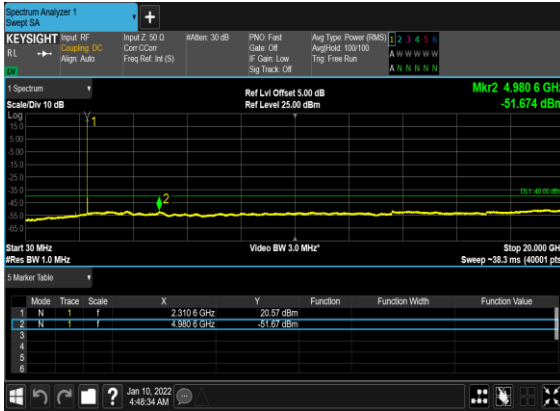 Spectrum Analyzer 1
Swept SA
+
KEYSIGHT Input: RF Input Z: 50 Ω #Atten: 30 dB PNO: Fast Avg Type: Power (RMS) 1 2 3 4 5 6
RL Coupling: DC Corr CCorr Gate: Off Avg|Hold: 100/100 A W W W W W
Align: Auto Freq Ref: Int (S) IF Gain: Low Trig: Free Run
Sig Track: Off A N N N N N
1 Spectrum Ref Lvl Offset 5.00 dB Mkr2 4.980 6 GHz
Scale/Div 10 dB Ref Level 25.00 dBm -51.674 dBm
Log
15.0
5.00
-5.00
-15.0
-25.0
-35.0
-45.0
-55.0
-65.0
1
2
DL1 -40.00 dBm
Start 30 MHz Video BW 3.0 MHz* Stop 20.000 GHz
#Res BW 1.0 MHz Sweep ~38.3 ms (40001 pts)
5 Marker Table
Mode Trace Scale X Y Function Function Width Function Value
1 N 1 f 2.310 6 GHz 20.57 dBm
2 N 1 f 4.980 6 GHz -51.67 dBm
3
4
5
6
? Jan 10, 2022
4:48:34 AM